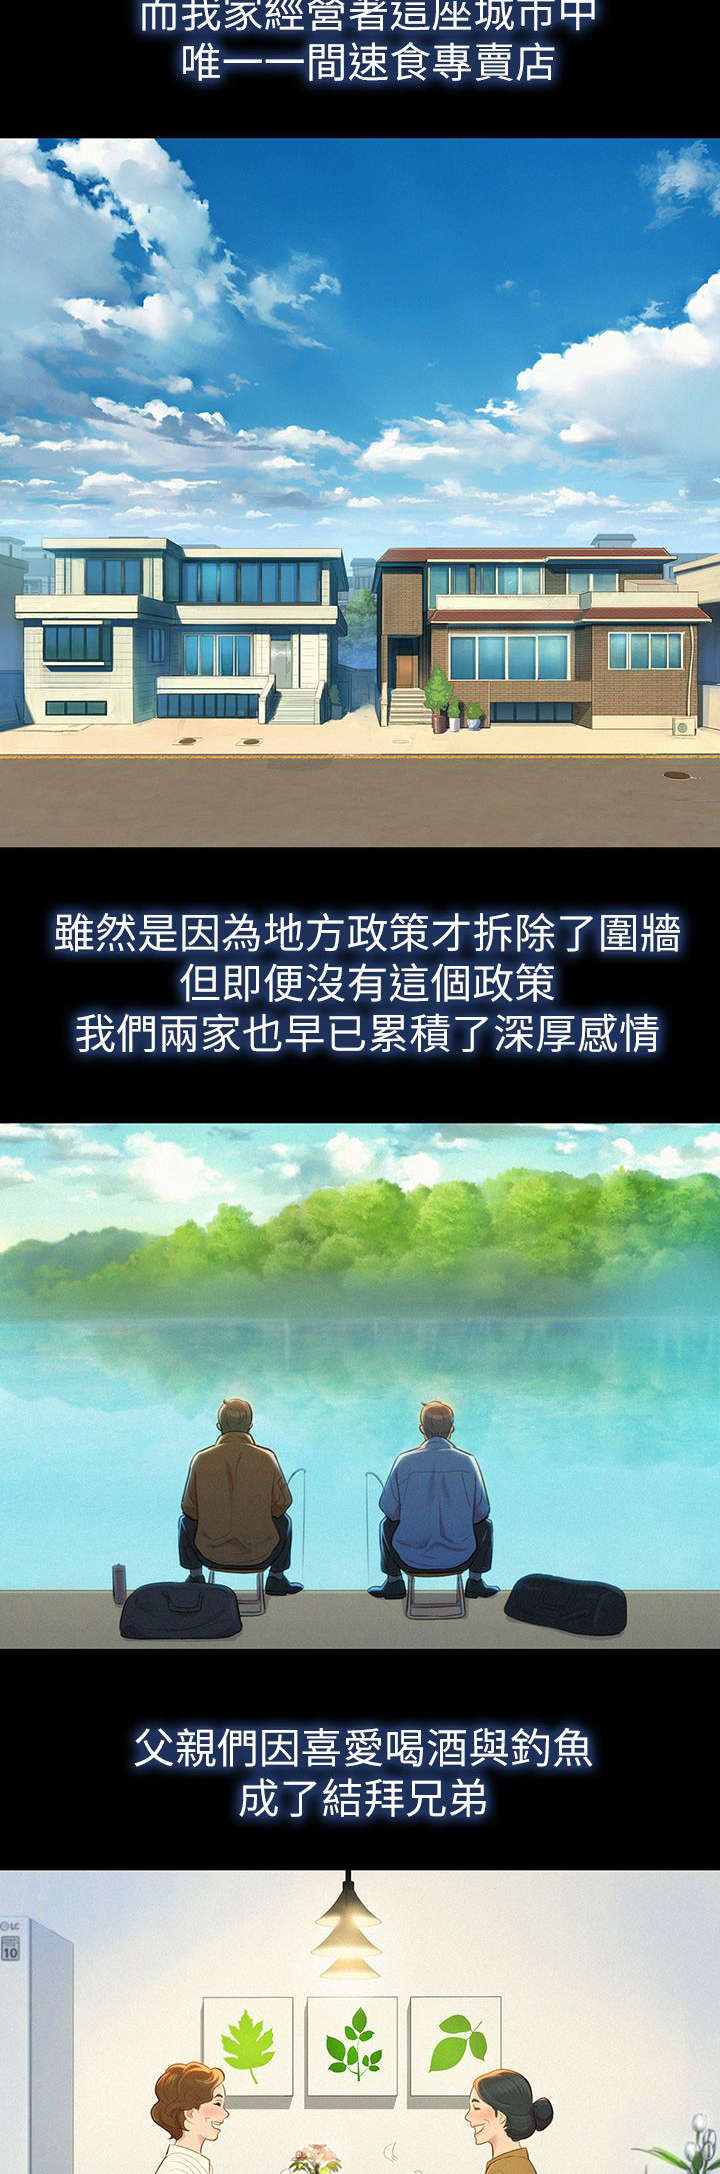 而我家經營著這座城市中
唯一一間速食專賣店
雖然是因為地方政策才拆除了圍牆
但即便沒有這個政策
我們兩家也早已累積了深厚感情
父親們因喜愛喝酒與釣魚
成了結拜兄弟
LC
10